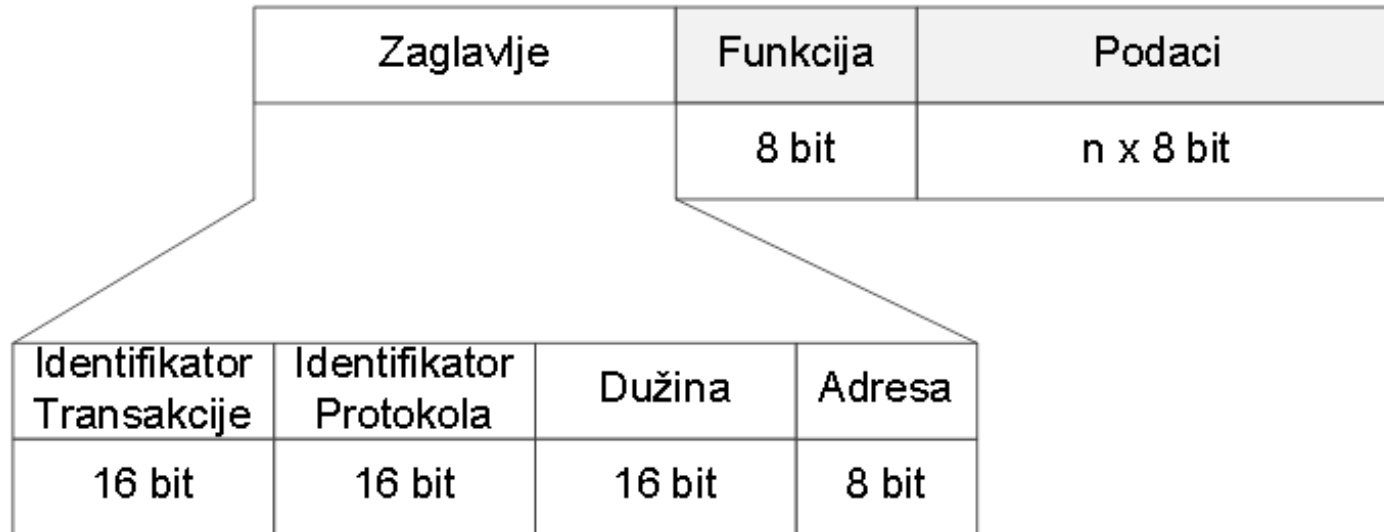 Zaglavlje Funkcija Podaci
8 bit n x 8 bit
Identifikator Identifikator Dužina Adresa
Transakcije Protokola
16 bit 16 bit 16 bit 8 bit